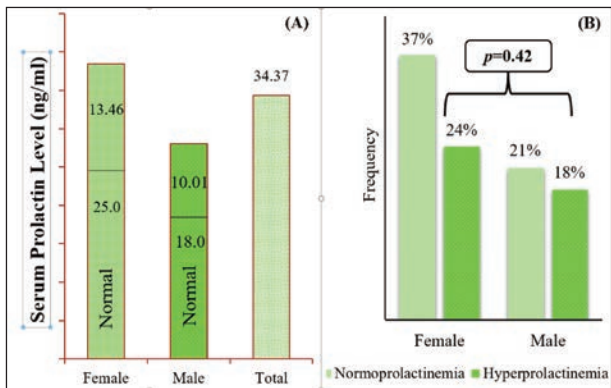 (A)
Serum Prolactin Level (ng/ml)
34.37
13.46
25.0
Normal
10.01
18.0
Normal
Female Male Total
(B)
37%
p=0.42
24%
21%
18%
Frequency
Female Male
Normoprolactinemia Hyperprolactinemia